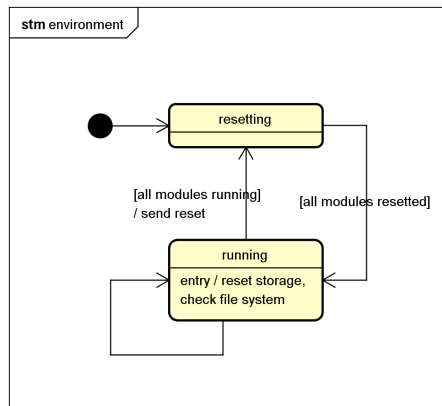 stm environment
resetting
[all modules running]
/ send reset
[all modules resetted]
running
entry / reset storage,
check file system